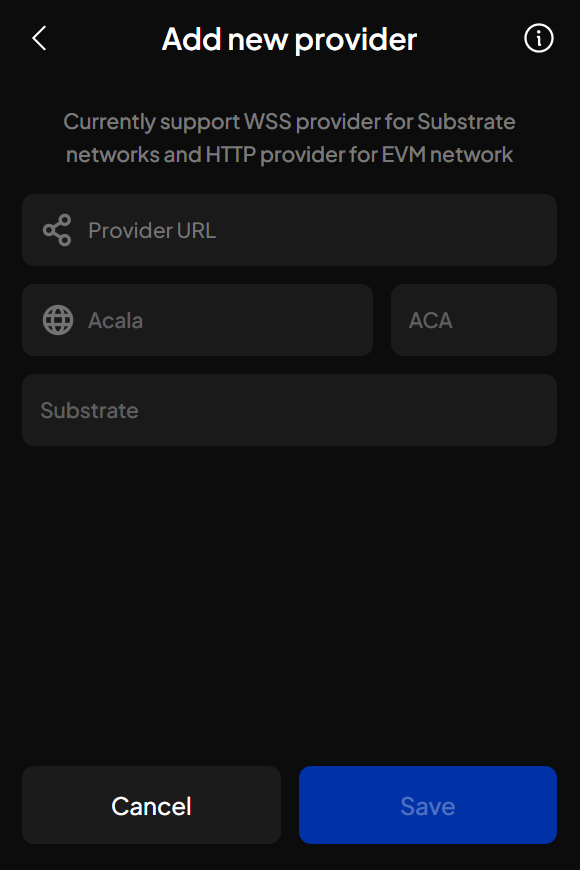 Add new provider
Currently support WSS provider for Substrate
networks and HTTP provider for EVM network
Provider URL
Acala
ACA
Substrate
Cancel
Save